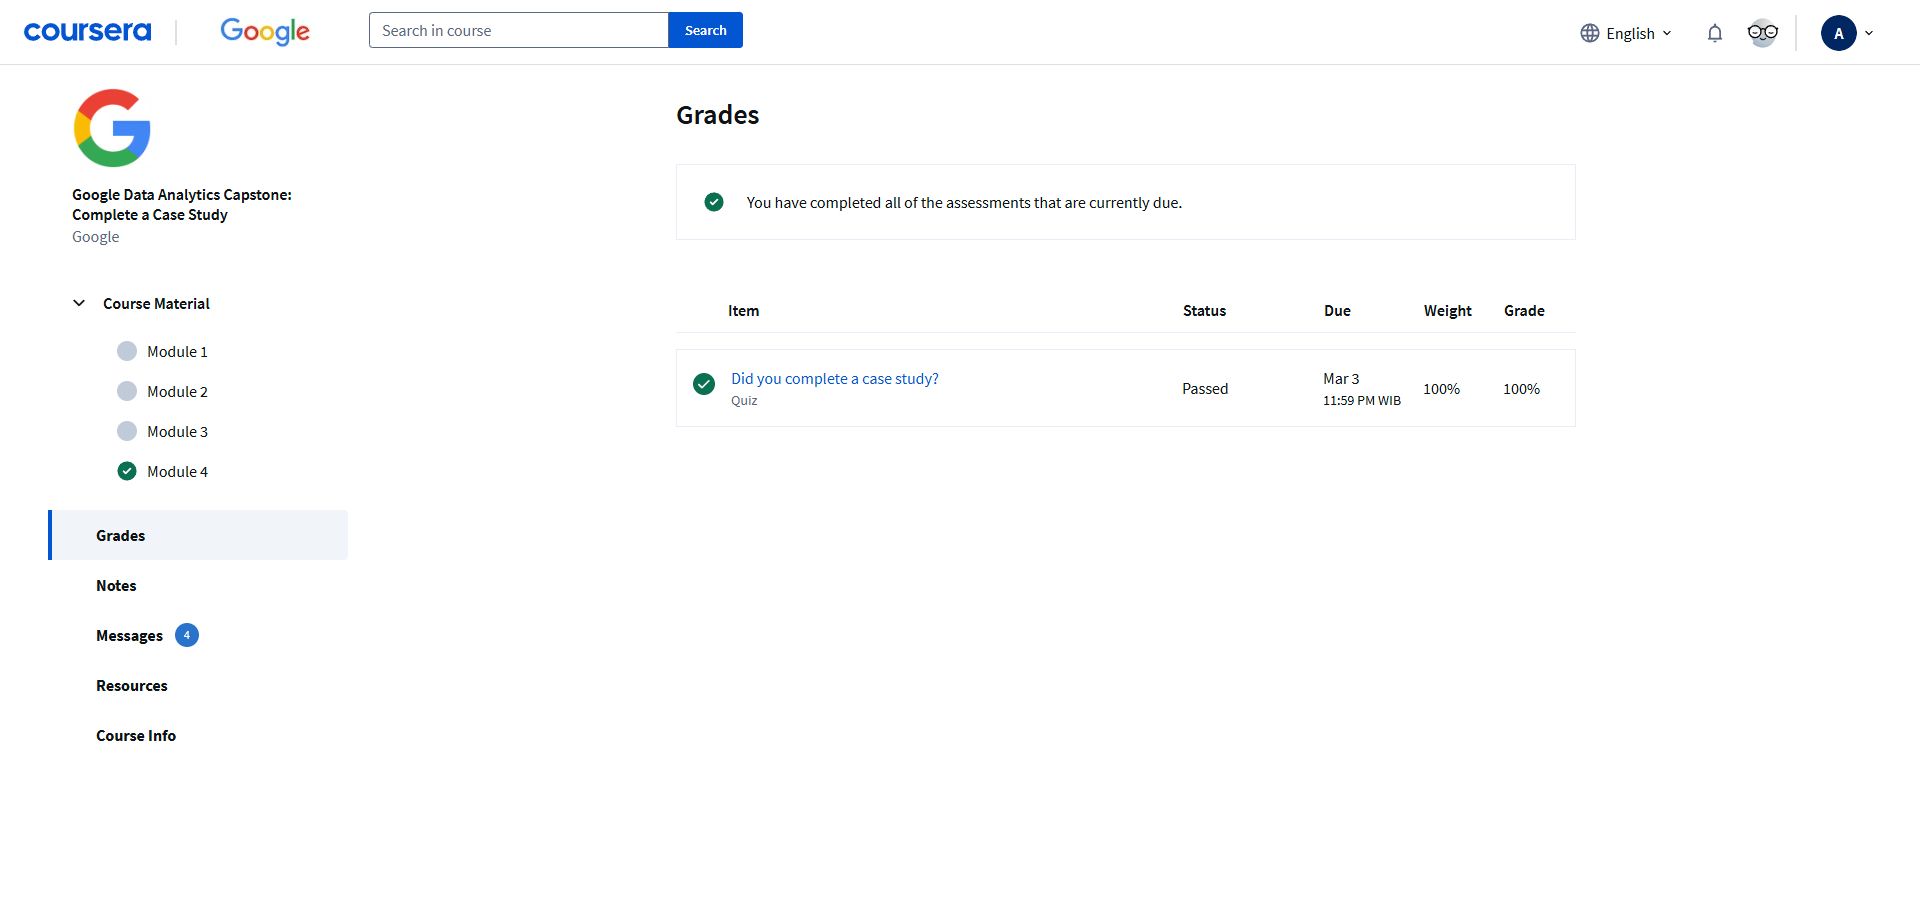 coursera
Google
Search in course
Search
English
A
Google Data Analytics Capstone:
Complete a Case Study
Google
Course Material
Module 1
Module 2
Module 3
Module 4
Grades
Notes
Messages 4
Resources
Course Info
Grades
You have completed all of the assessments that are currently due.
Item Status Due Weight Grade
Did you complete a case study?
Quiz
Passed
Mar 3
11:59 PM WIB
100%
100%